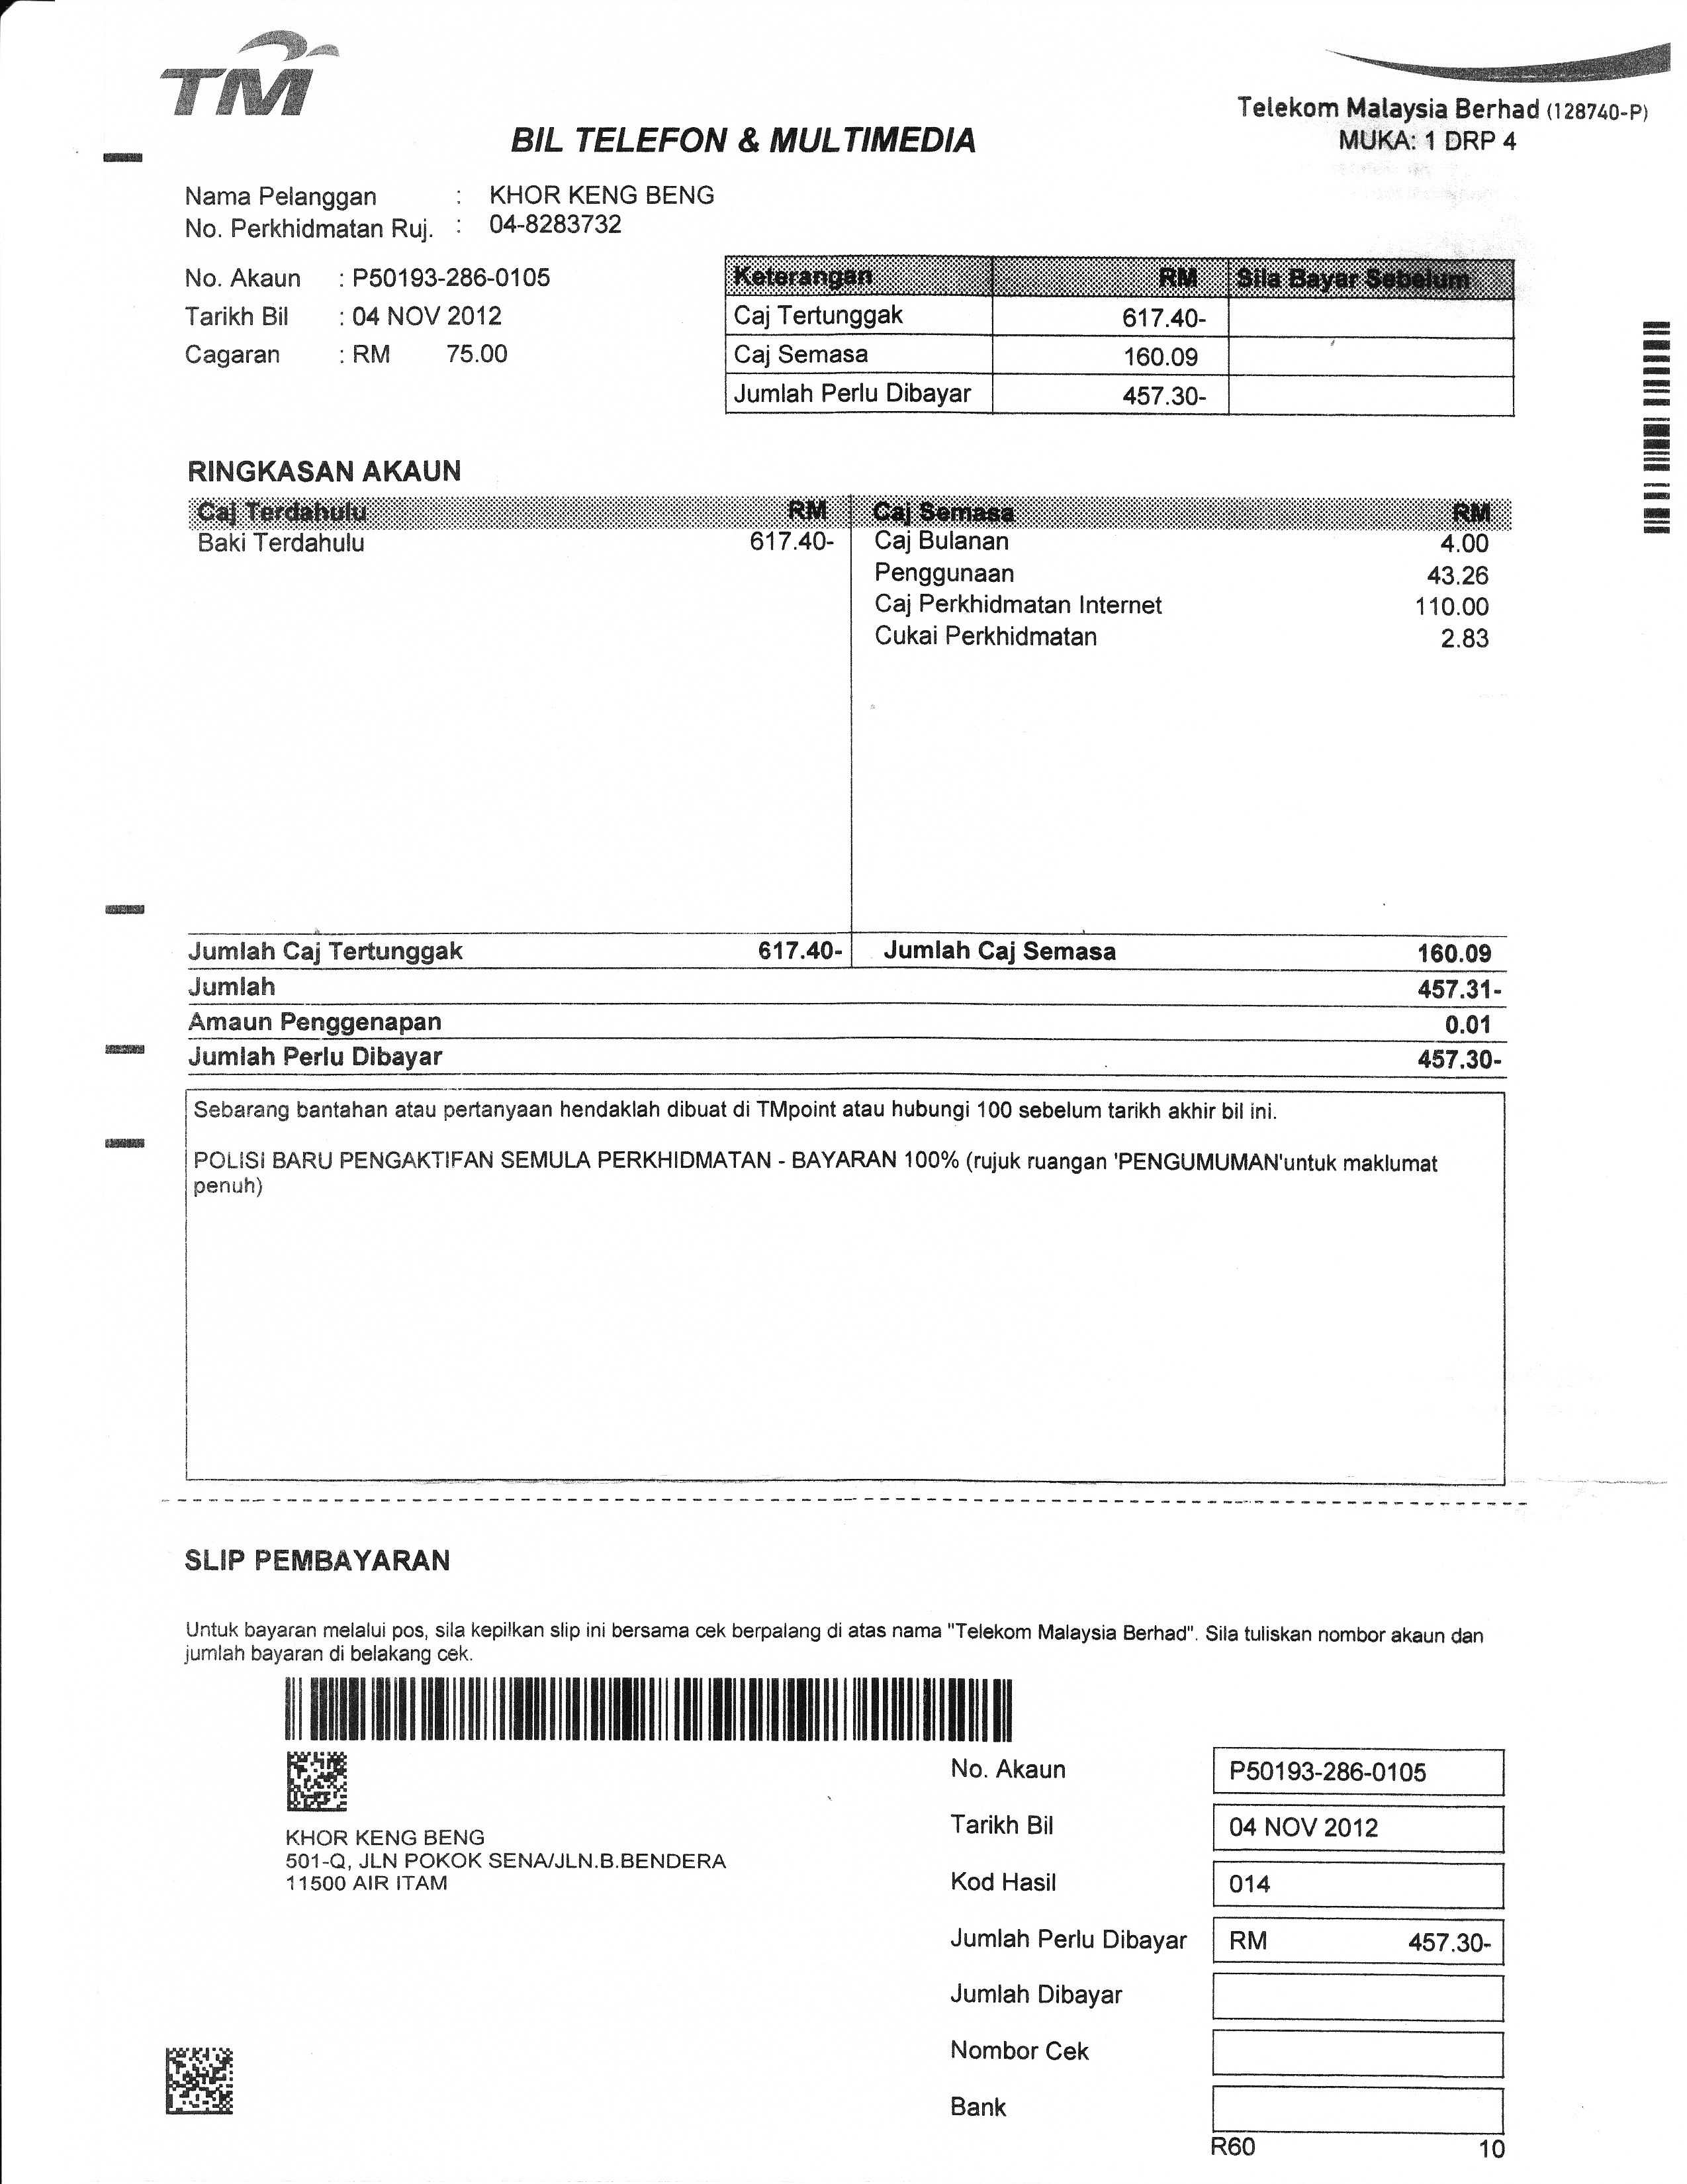 TM
Telekom Malaysia Berhad (128740-P)
BIL TELEFON & MULTIMEDIA
MUKA: 1 DRP 4
Nama Pelanggan : KHOR KENG BENG
No. Perkhidmatan Ruj. : 04-8283732
No. Akaun : P50193-286-0105
Tarikh Bil : 04 NOV 2012
Cagaran : RM 75.00
Keterangan RM Sila Bayar Sebelum
Caj Tertunggak 617.40-
Caj Semasa 160.09
Jumlah Perlu Dibayar 457.30-
RINGKASAN AKAUN
Caj Terdahulu RM Caj Semasa RM
Baki Terdahulu 617.40- Caj Bulanan 4.00
Penggunaan 43.26
Caj Perkhidmatan Internet 110.00
Cukai Perkhidmatan 2.83
Jumlah Caj Tertunggak 617.40- Jumlah Caj Semasa 160.09
Jumlah 457.31-
Amaun Penggenapan 0.01
Jumlah Perlu Dibayar 457.30-
Sebarang bantahan atau pertanyaan hendaklah dibuat di TMpoint atau hubungi 100 sebelum tarikh akhir bil ini.
POLISI BARU PENGAKTIFAN SEMULA PERKHIDMATAN - BAYARAN 100% (rujuk ruangan 'PENGUMUMAN'untuk maklumat
penuh)
SLIP PEMBAYARAN
Untuk bayaran melalui pos, sila kepilkan slip ini bersama cek berpalang di atas nama "Telekom Malaysia Berhad". Sila tuliskan nombor akaun dan
jumlah bayaran di belakang cek.
KHOR KENG BENG
501-Q, JLN POKOK SENA/JLN.B.BENDERA
11500 AIR ITAM
No. Akaun P50193-286-0105
Tarikh Bil 04 NOV 2012
Kod Hasil 014
Jumlah Perlu Dibayar RM 457.30-
Jumlah Dibayar
Nombor Cek
Bank
R60 10